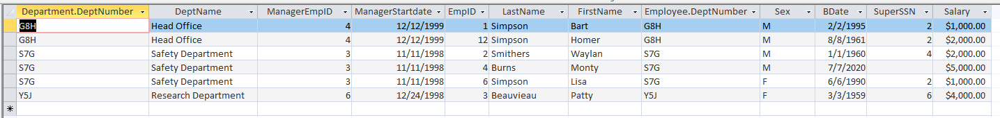 Department.DeptNumber DeptName ManagerEmpID ManagerStartdate EmpID LastName FirstName Employee.DeptNumber Sex BDate SuperSSN Salary
G8H Head Office 4 12/12/1999 1 Simpson Bart G8H M 2/2/1995 2 $1,000.00
G8H Head Office 4 12/12/1999 12 Simpson Homer G8H M 8/8/1961 2 $2,000.00
S7G Safety Department 3 11/11/1998 2 Smithers Waylan S7G M 1/1/1960 4 $2,000.00
S7G Safety Department 3 11/11/1998 4 Burns Monty S7G M 7/7/2020 $5,000.00
S7G Safety Department 3 11/11/1998 6 Simpson Lisa S7G F 6/6/1990 2 $1,000.00
Y5J Research Department 6 12/24/1998 3 Beauvieau Patty Y5J F 3/3/1959 6 $4,000.00